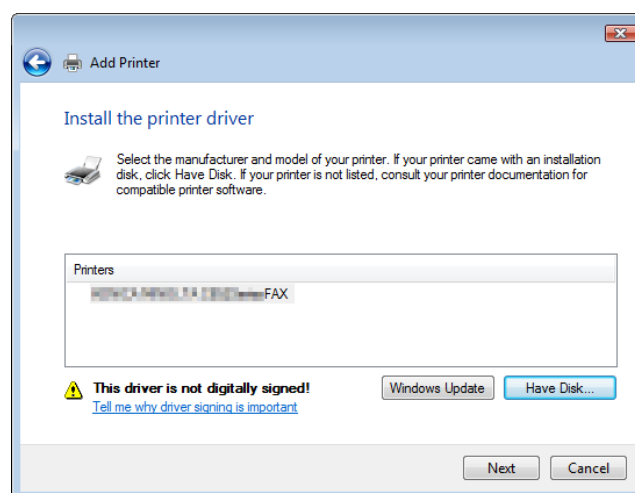 Add Printer
Install the printer driver
Select the manufacturer and model of your printer. If your printer came with an installation
disk, click Have Disk. If your printer is not listed, consult your printer documentation for
compatible printer software.
Printers
FAX
This driver is not digitally signed!
Windows Update
Have Disk...
Tell me why driver signing is important
Next
Cancel